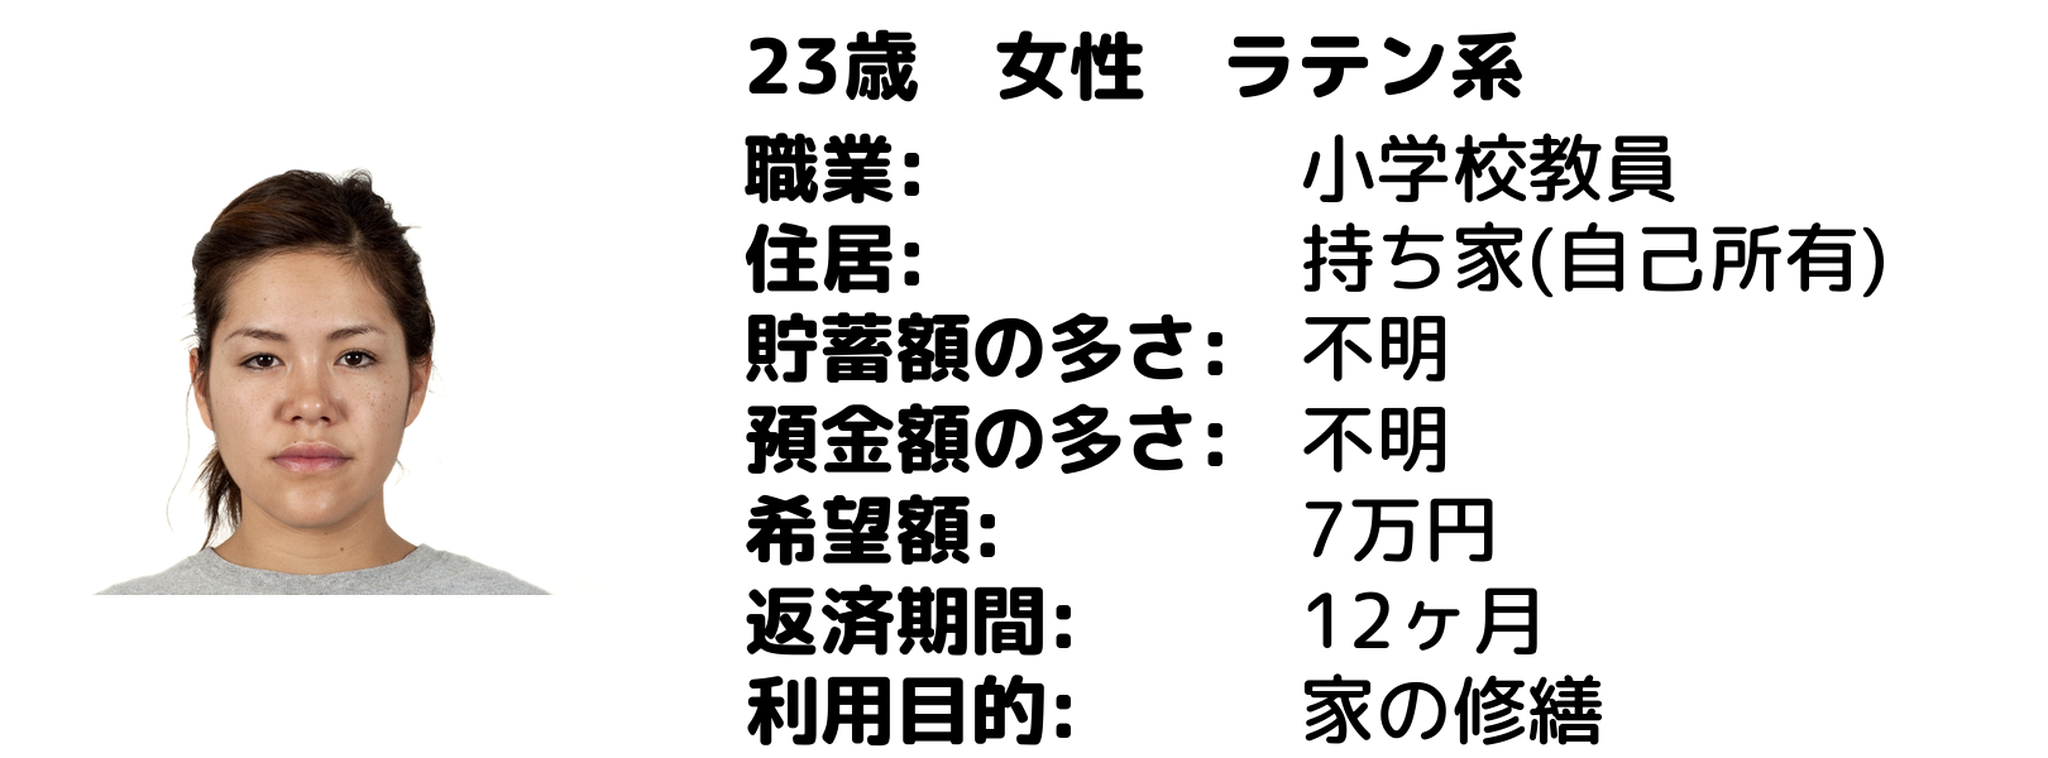 23歳　女性　ラテン系
職業: 小学校教員
住居: 持ち家(自己所有)
貯蓄額の多さ: 不明
預金額の多さ: 不明
希望額: 7万円
返済期間: 12ヶ月
利用目的: 家の修繕